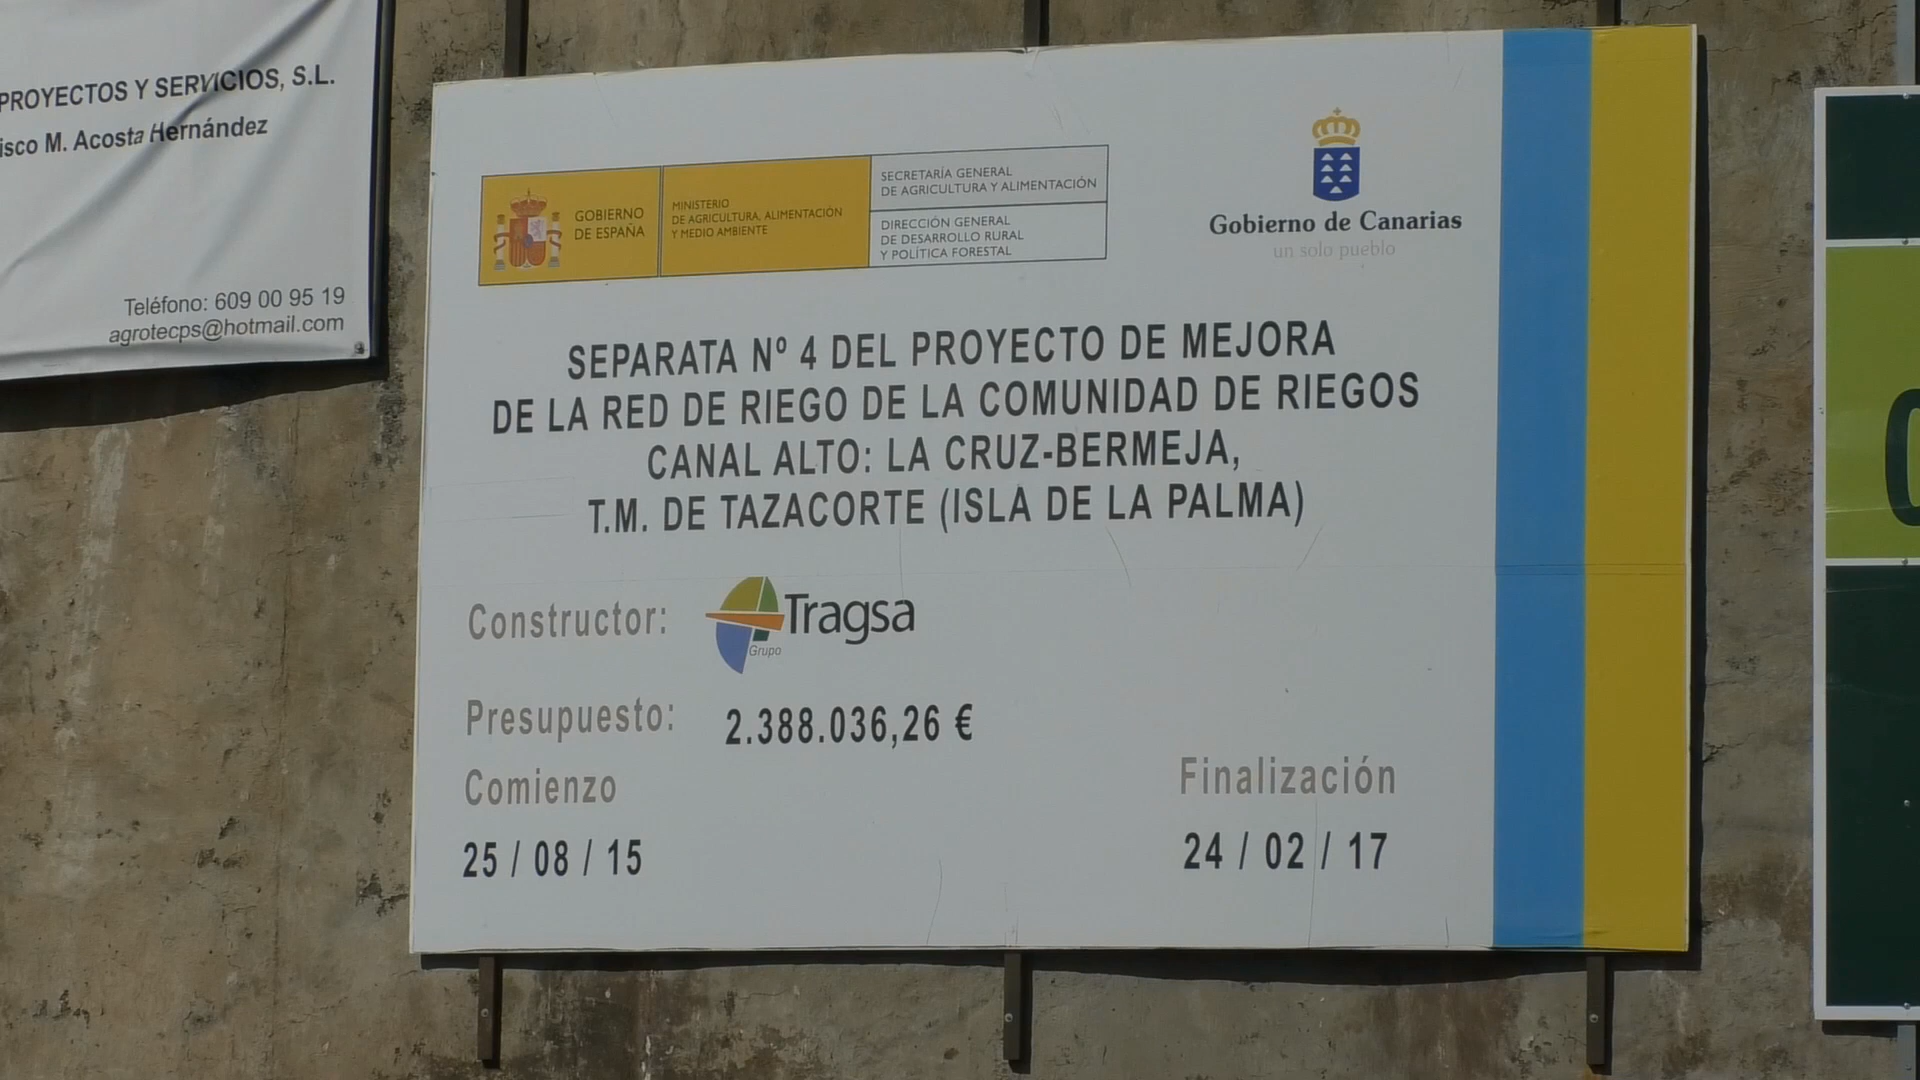 PROYECTOS Y SERVICIOS, S.L.
M. Acosta Hernández
Teléfono: 609 00 95 19
agrotecps@hotmail.com
GOBIERNO
DE ESPAÑA
MINISTERIO
DE AGRICULTURA, ALIMENTACIÓN
Y MEDIO AMBIENTE
SECRETARÍA GENERAL
DE AGRICULTURA Y ALIMENTACIÓN
DIRECCIÓN GENERAL
DE DESARROLLO RURAL
Y POLÍTICA FORESTAL
Gobierno de Canarias
un solo pueblo
SEPARATA Nº 4 DEL PROYECTO DE MEJORA
DE LA RED DE RIEGO DE LA COMUNIDAD DE RIEGOS
CANAL ALTO: LA CRUZ-BERMEJA,
T.M. DE TAZACORTE (ISLA DE LA PALMA)
Constructor:
Tragsa
Grupo
Presupuesto: 2.388.036,26 €
Comienzo
25 / 08 / 15
Finalización
24 / 02 / 17